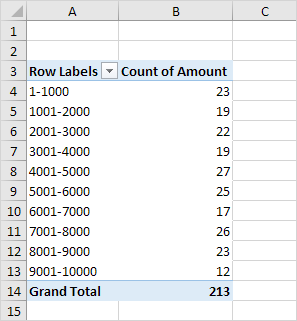 A B C
1
2
3 Row Labels Count of Amount
4 1-1000 23
5 1001-2000 19
6 2001-3000 22
7 3001-4000 19
8 4001-5000 27
9 5001-6000 25
10 6001-7000 17
11 7001-8000 26
12 8001-9000 23
13 9001-10000 12
14 Grand Total 213
15